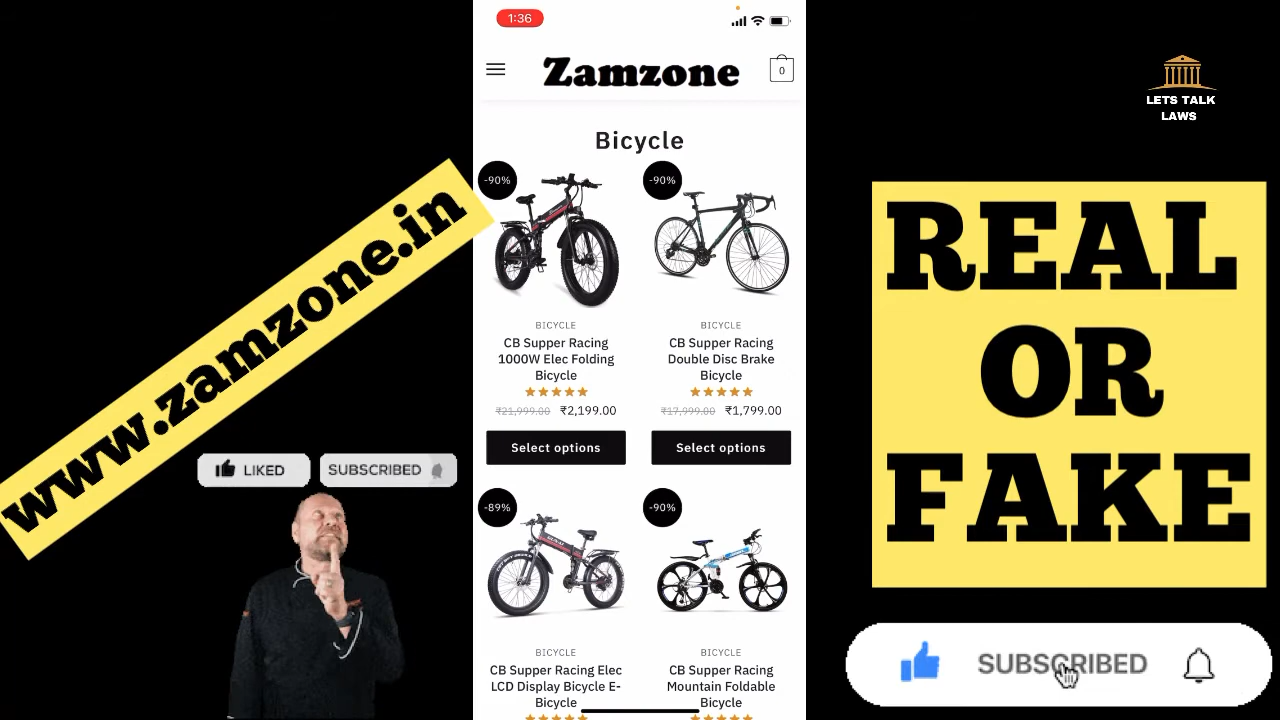 1:36
Zamzone
0
LETS TALK
LAWS
Bicycle
-90%
-90%
www.zamzone.in
REAL
OR
FAKE
BICYCLE
CB Supper Racing
1000W Elec Folding
Bicycle
₹21,999.00 ₹2,199.00
Select options
BICYCLE
CB Supper Racing
Double Disc Brake
Bicycle
₹17,999.00 ₹1,799.00
Select options
LIKED
SUBSCRIBED
-89%
-90%
BICYCLE
CB Supper Racing Elec
LCD Display Bicycle E-
Bicycle
BICYCLE
CB Supper Racing
Mountain Foldable
Bicycle
SUBSCRIBED